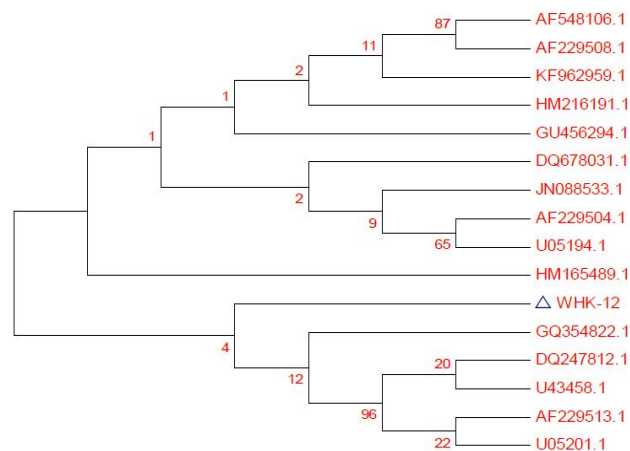 87
AF548106.1
AF229508.1
11
KF962959.1
2
HM216191.1
1
GU456294.1
1
DQ678031.1
2
JN088533.1
9
AF229504.1
65
U05194.1
HM165489.1
WHK-12
4
GQ354822.1
12
DQ247812.1
20
U43458.1
96
AF229513.1
22
U05201.1